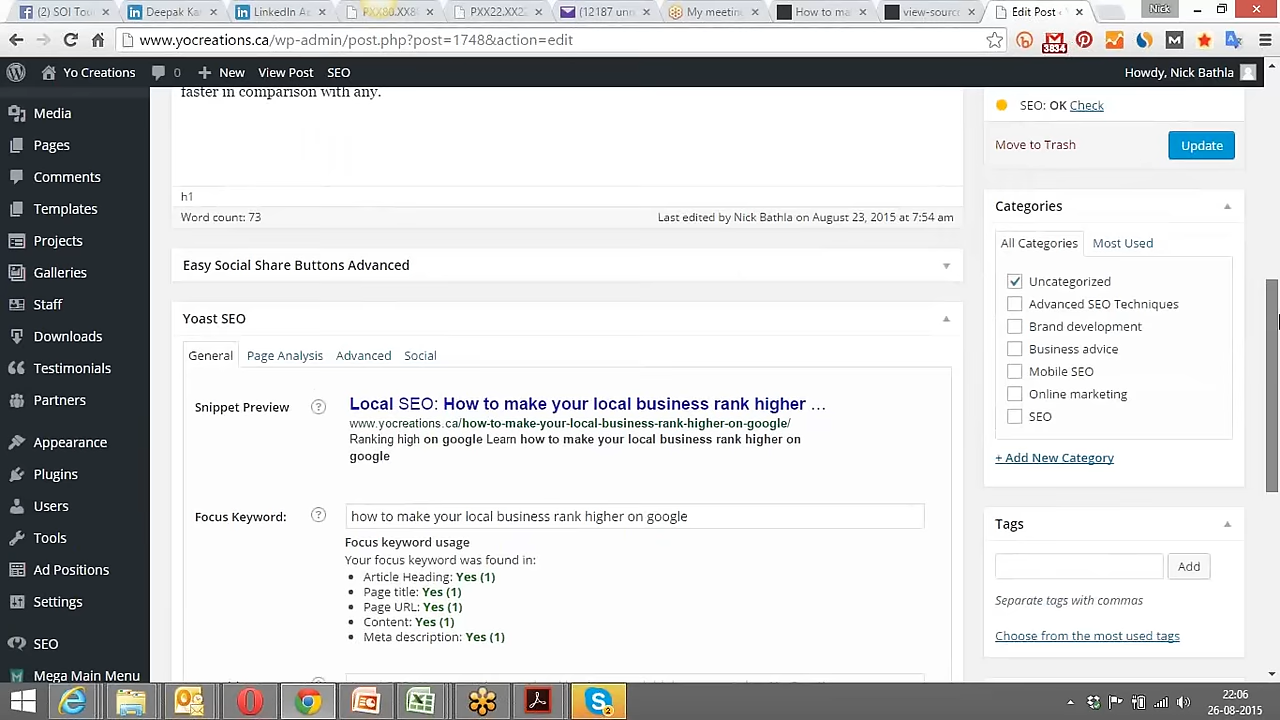 (2) SOI Tou
Deepak Ka
LinkedIn A
PXX80.XX8
PXX22.XX2
(12187 un
My meetin
How to ma
view-sourc
Edit Post ‹
Nick
www.yocreations.ca/wp-admin/post.php?post=1748&action=edit
3834
Yo Creations
0
New
View Post
SEO
Howdy, Nick Bathla
Media
Pages
Comments
Templates
Projects
Galleries
Staff
Downloads
Testimonials
Partners
Appearance
Plugins
Users
Tools
Ad Positions
Settings
SEO
Mega Main Menu
faster in comparison with any.
h1
Word count: 73
Last edited by Nick Bathla on August 23, 2015 at 7:54 am
Easy Social Share Buttons Advanced
Yoast SEO
General
Page Analysis
Advanced
Social
Snippet Preview
?
Local SEO: How to make your local business rank higher ...
www.yocreations.ca/how-to-make-your-local-business-rank-higher-on-google/
Ranking high on google Learn how to make your local business rank higher on
google
Focus Keyword:
?
how to make your local business rank higher on google
Focus keyword usage
Your focus keyword was found in:
Article Heading: Yes (1)
Page title: Yes (1)
Page URL: Yes (1)
Content: Yes (1)
Meta description: Yes (1)
SEO: OK Check
Move to Trash
Update
Categories
All Categories
Most Used
Uncategorized
Advanced SEO Techniques
Brand development
Business advice
Mobile SEO
Online marketing
SEO
+ Add New Category
Tags
Add
Separate tags with commas
Choose from the most used tags
22:06
26-08-2015